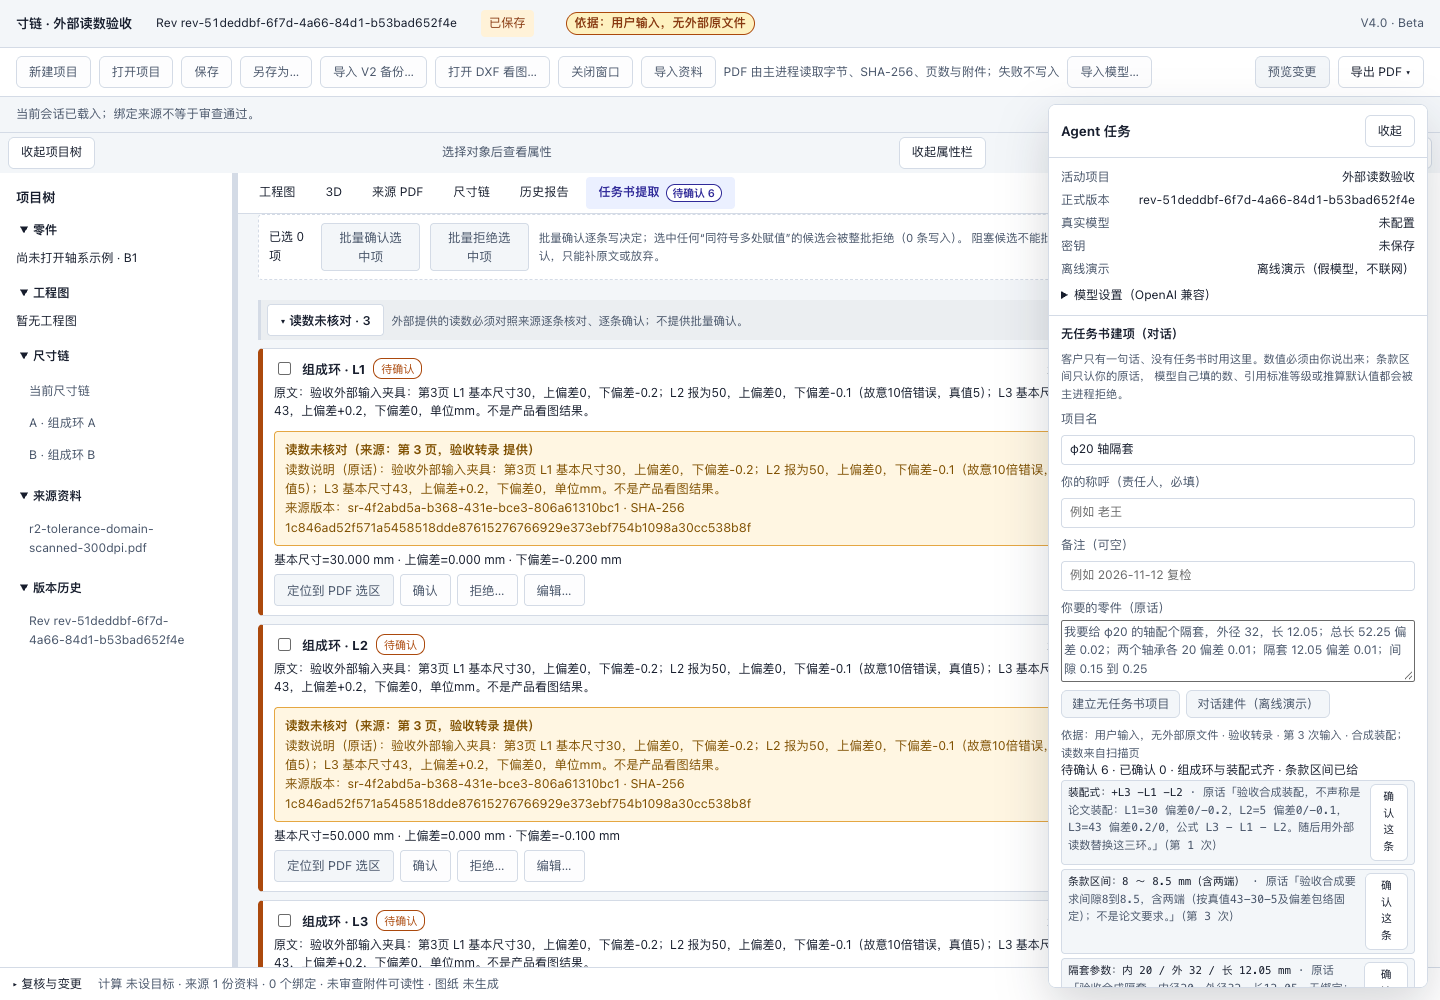 寸链 · 外部读数验收 Rev rev-51deddbf-6f7d-4a66-84d1-b53bad652f4e 已保存 依据：用户输入，无外部原文件 V4.0 · Beta
新建项目 打开项目 保存 另存为… 导入 V2 备份… 打开 DXF 看图… 关闭窗口 导入资料 PDF 由主进程读取字节、SHA-256、页数与附件；失败不写入 导入模型… 预览变更 导出 PDF ▾
当前会话已载入；绑定来源不等于审查通过。
收起项目树 选择对象后查看属性 收起属性栏
项目树
▼ 零件
尚未打开轴系示例 · B1
▼ 工程图
暂无工程图
▼ 尺寸链
当前尺寸链
A · 组成环 A
B · 组成环 B
▼ 来源资料
r2-tolerance-domain-
scanned-300dpi.pdf
▼ 版本历史
Rev rev-51deddbf-6f7d-
4a66-84d1-b53bad652f4e
工程图 3D 来源 PDF 尺寸链 历史报告 任务书提取 待确认 6
已选 0
项
批量确认选
中项
批量拒绝选
中项
批量确认逐条写决定；选中任何“同符号多处赋值”的候选会被整批拒绝（0 条写入）。 阻塞候选不能批
认，只能补原文或放弃。
▾ 读数未核对 · 3 外部提供的读数必须对照来源逐条核对、逐条确认；不提供批量确认。
组成环 · L1 待确认
原文：验收外部输入夹具：第3页 L1 基本尺寸30，上偏差0，下偏差-0.2；L2 报为50，上偏差0，下偏差-0.1（故意10倍错误，真值5）；L3 基本尺
43，上偏差+0.2，下偏差0，单位mm。不是产品看图结果。
读数未核对（来源：第 3 页，验收转录 提供）
读数说明（原话）：验收外部输入夹具：第3页 L1 基本尺寸30，上偏差0，下偏差-0.2；L2 报为50，上偏差0，下偏差-0.1（故意10倍错误，
值5）；L3 基本尺寸43，上偏差+0.2，下偏差0，单位mm。不是产品看图结果。
来源版本：sr-4f2abd5a-b368-431e-bce3-806a61310bc1 · SHA-256
1c846ad52f571a5458518dde87615276766929e373ebf754b1098a30cc538b8f
基本尺寸=30.000 mm · 上偏差=0.000 mm · 下偏差=-0.200 mm
定位到 PDF 选区 确认 拒绝… 编辑…
组成环 · L2 待确认
原文：验收外部输入夹具：第3页 L1 基本尺寸30，上偏差0，下偏差-0.2；L2 报为50，上偏差0，下偏差-0.1（故意10倍错误，真值5）；L3 基本尺
43，上偏差+0.2，下偏差0，单位mm。不是产品看图结果。
读数未核对（来源：第 3 页，验收转录 提供）
读数说明（原话）：验收外部输入夹具：第3页 L1 基本尺寸30，上偏差0，下偏差-0.2；L2 报为50，上偏差0，下偏差-0.1（故意10倍错误，
值5）；L3 基本尺寸43，上偏差+0.2，下偏差0，单位mm。不是产品看图结果。
来源版本：sr-4f2abd5a-b368-431e-bce3-806a61310bc1 · SHA-256
1c846ad52f571a5458518dde87615276766929e373ebf754b1098a30cc538b8f
基本尺寸=50.000 mm · 上偏差=0.000 mm · 下偏差=-0.100 mm
定位到 PDF 选区 确认 拒绝… 编辑…
组成环 · L3 待确认
原文：验收外部输入夹具：第3页 L1 基本尺寸30，上偏差0，下偏差-0.2；L2 报为50，上偏差0，下偏差-0.1（故意10倍错误，真值5）；L3 基本尺
43，上偏差+0.2，下偏差0，单位mm。不是产品看图结果。
Agent 任务 收起
活动项目 外部读数验收
正式版本 rev-51deddbf-6f7d-4a66-84d1-b53bad652f4e
真实模型 未配置
密钥 未保存
离线演示 离线演示（假模型，不联网）
▶ 模型设置（OpenAI 兼容）
无任务书建项（对话）
客户只有一句话、没有任务书时用这里。数值必须由你说出来；条款区
间只认你的原话， 模型自己填的数、引用标准等级或推算默认值都会被
主进程拒绝。
项目名
φ20 轴隔套
你的称呼（责任人，必填）
例如 老王
备注（可空）
例如 2026-11-12 复检
你要的零件（原话）
我要给 φ20 的轴配个隔套，外径 32，长 12.05；总长 52.25 偏
差 0.02；两个轴承各 20 偏差 0.01；隔套 12.05 偏差 0.01；间
隙 0.15 到 0.25
建立无任务书项目 对话建件（离线演示）
依据：用户输入，无外部原文件 · 验收转录 · 第 3 次输入 · 合成装配；
读数来自扫描页
待确认 6 · 已确认 0 · 组成环与装配式齐 · 条款区间已给
装配式：+L3 −L1 −L2 · 原话「验收合成装配，不声称是
论文装配：L1=30 偏差0/−0.2，L2=5 偏差0/−0.1，
L3=43 偏差0.2/0，公式 L3 − L1 − L2。随后用外部
读数替换这三环。」(第 1 次)
确
认
这
条
条款区间：8 ～ 8.5 mm（含两端） · 原话「验收合成要
求间隙8到8.5，含两端（按真值43−30−5及偏差包络固
定）；不是论文要求。」(第 3 次)
确
认
这
条
隔套参数：内 20 / 外 32 / 长 12.05 mm · 原话
确
▸ 复核与变更 计算 未设目标 · 来源 1 份资料 · 0 个绑定 · 未审查附件可读性 · 图纸 未生成